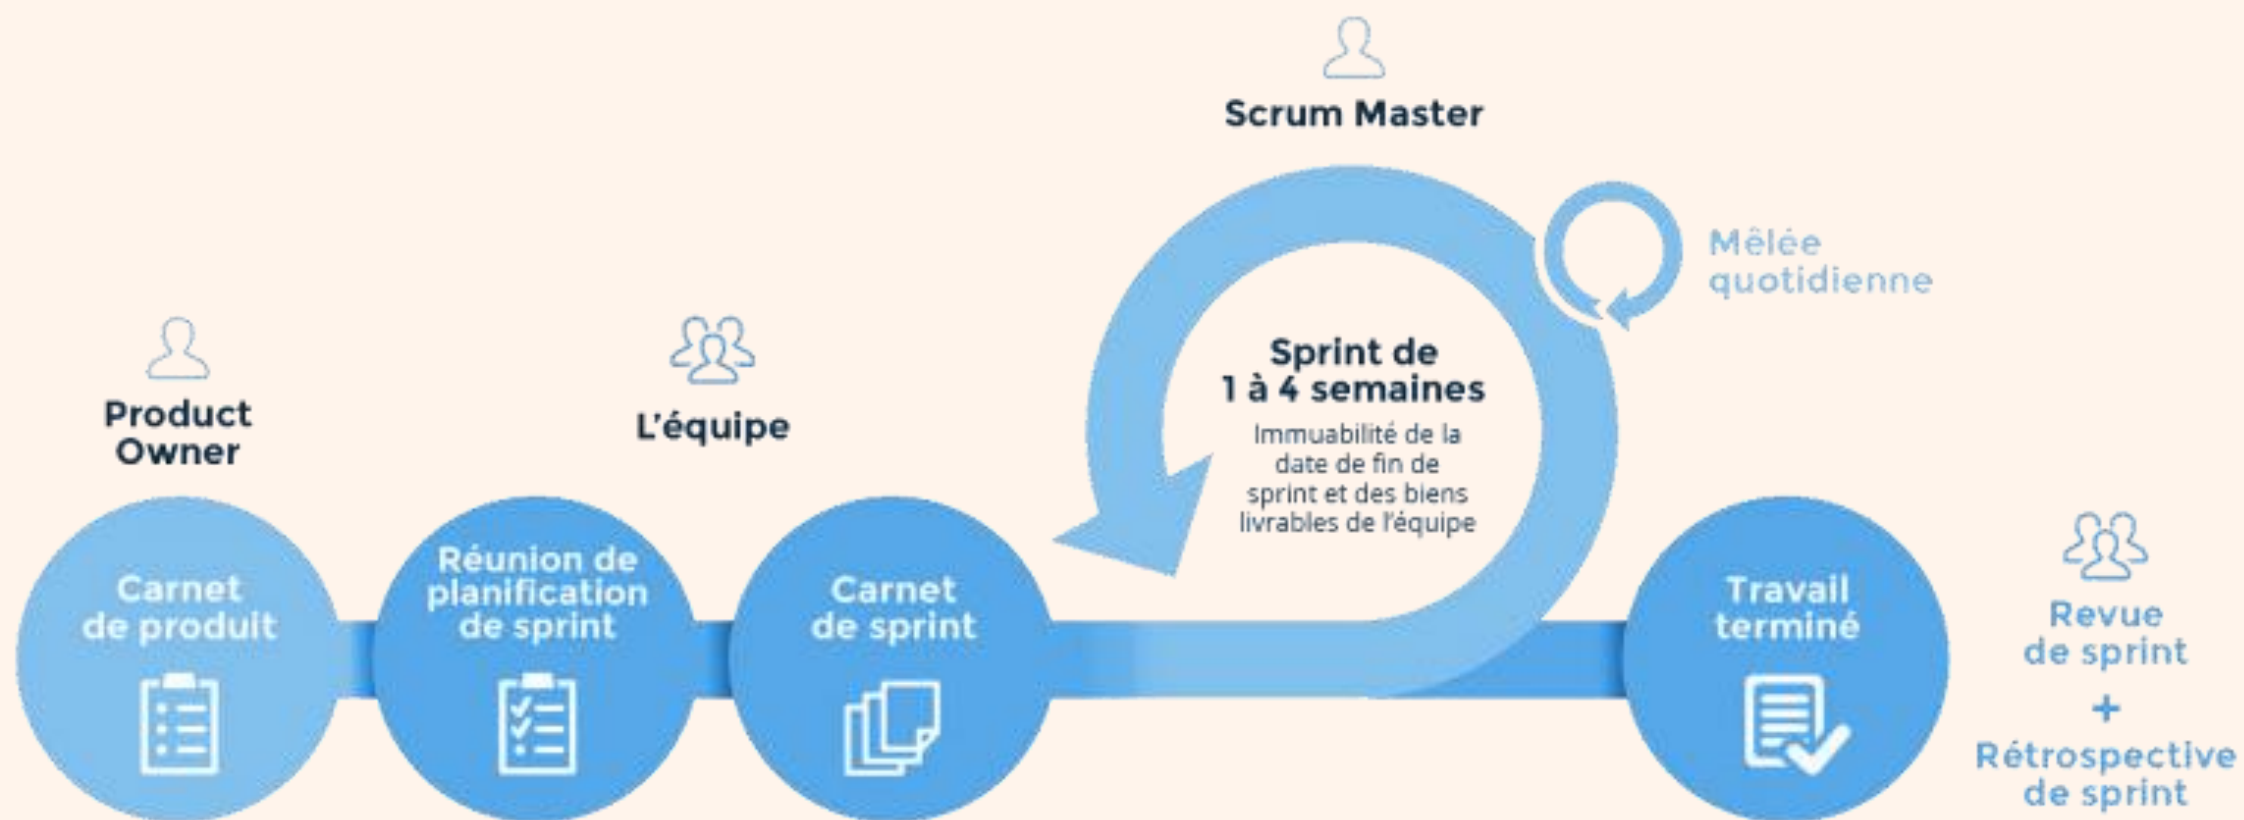 Scrum Master
Mêlée
quotidienne
Product
Owner
L'équipe
Sprint de
1 à 4 semaines
Immuabilité de la
date de fin de
sprint et des biens
livrables de l'équipe
Carnet
de produit
Réunion de
planification
de sprint
Carnet
de sprint
Travail
terminé
Revue
de sprint
+
Rétrospective
de sprint